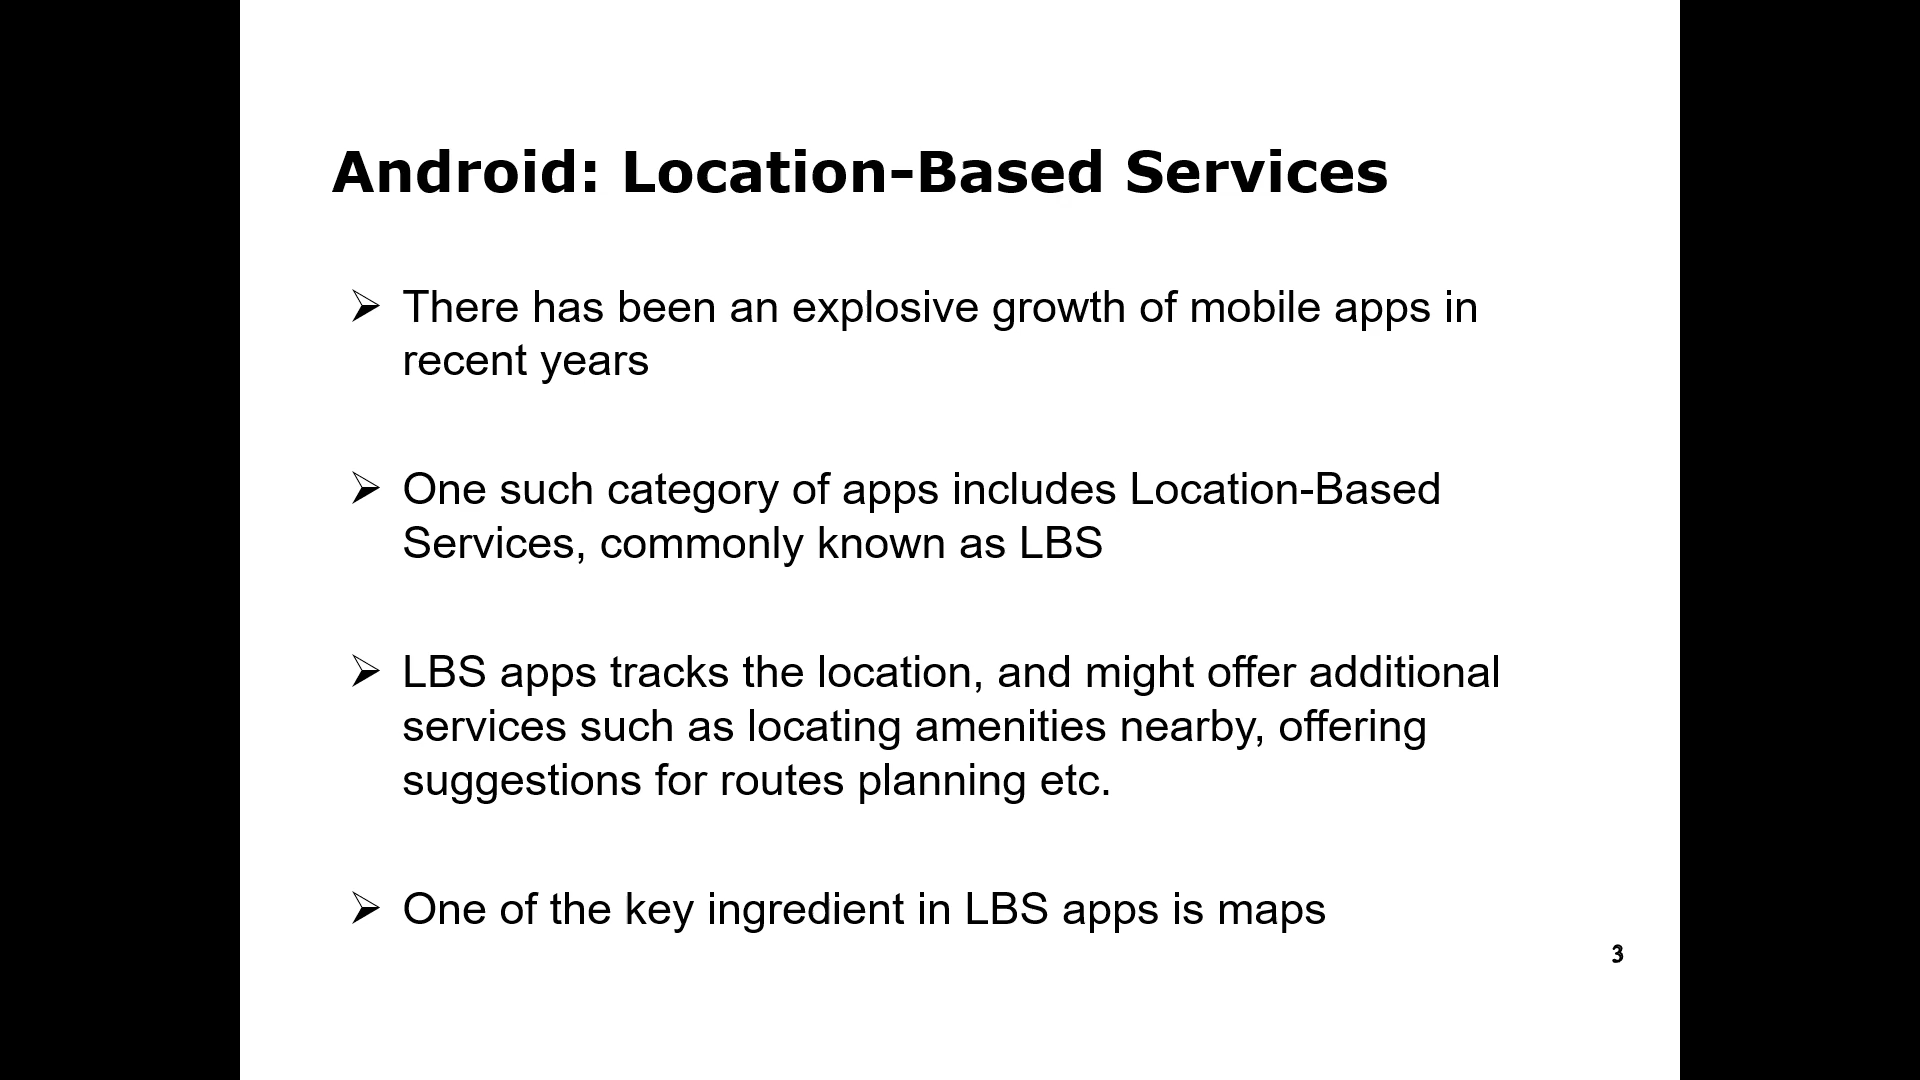 Android: Location-Based Services
➢ There has been an explosive growth of mobile apps in
recent years
➢ One such category of apps includes Location-Based
Services, commonly known as LBS
➢ LBS apps tracks the location, and might offer additional
services such as locating amenities nearby, offering
suggestions for routes planning etc.
➢ One of the key ingredient in LBS apps is maps
3